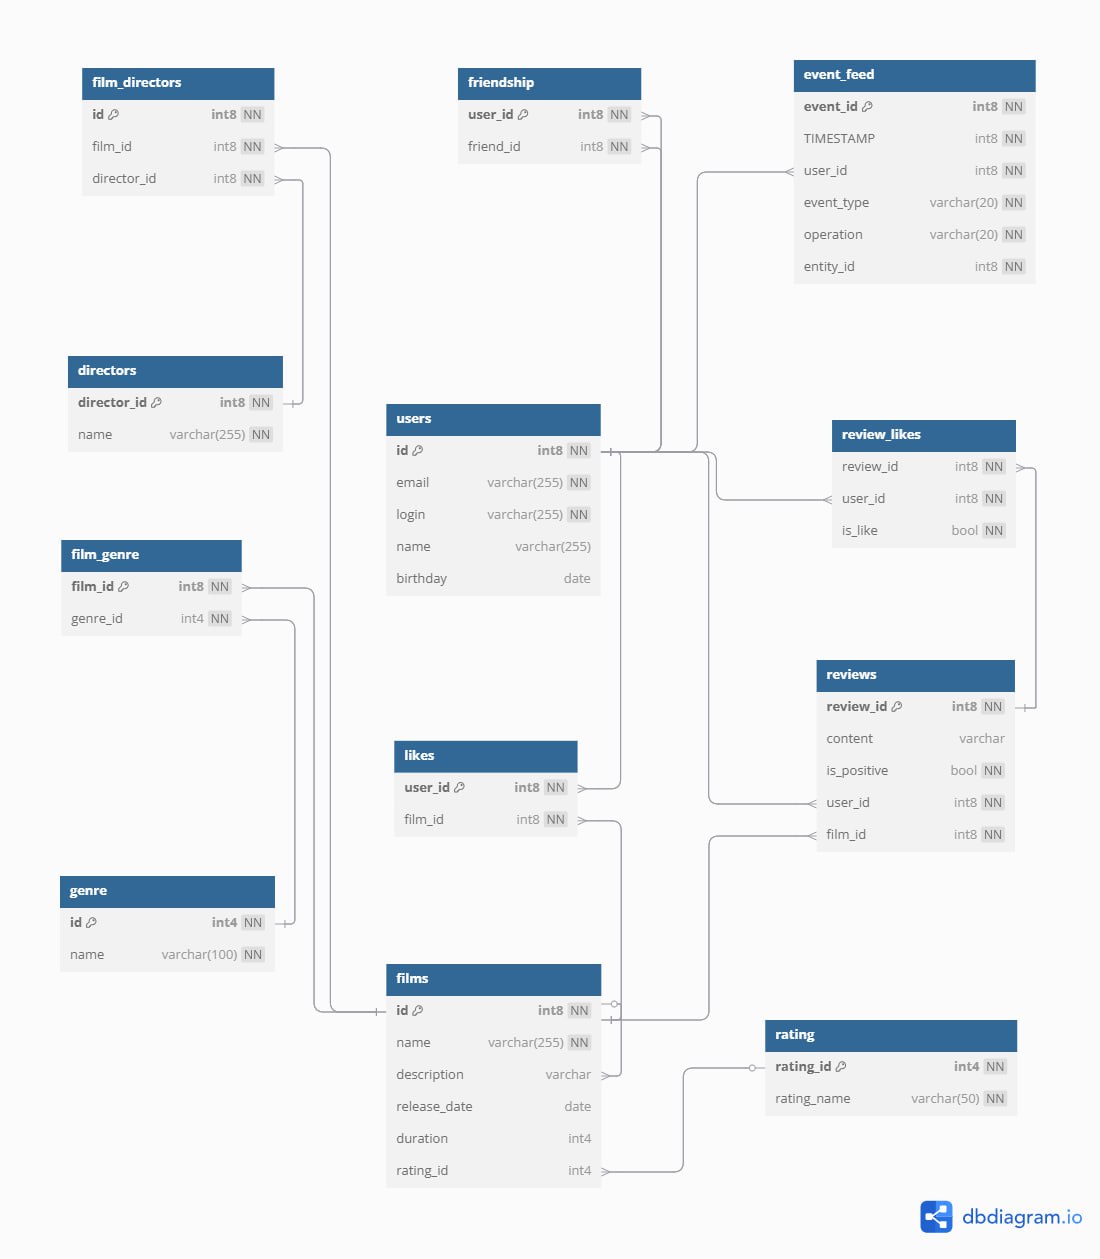 film_directors
id int8 NN
film_id int8 NN
director_id int8 NN
friendship
user_id int8 NN
friend_id int8 NN
event_feed
event_id int8 NN
TIMESTAMP int8 NN
user_id int8 NN
event_type varchar(20) NN
operation varchar(20) NN
entity_id int8 NN
directors
director_id int8 NN
name varchar(255) NN
users
id int8 NN
email varchar(255) NN
login varchar(255) NN
name varchar(255)
birthday date
review_likes
review_id int8 NN
user_id int8 NN
is_like bool NN
film_genre
film_id int8 NN
genre_id int4 NN
reviews
review_id int8 NN
content varchar
is_positive bool NN
user_id int8 NN
film_id int8 NN
likes
user_id int8 NN
film_id int8 NN
genre
id int4 NN
name varchar(100) NN
films
id int8 NN
name varchar(255) NN
description varchar
release_date date
duration int4
rating_id int4
rating
rating_id int4 NN
rating_name varchar(50) NN
dbdiagram.io